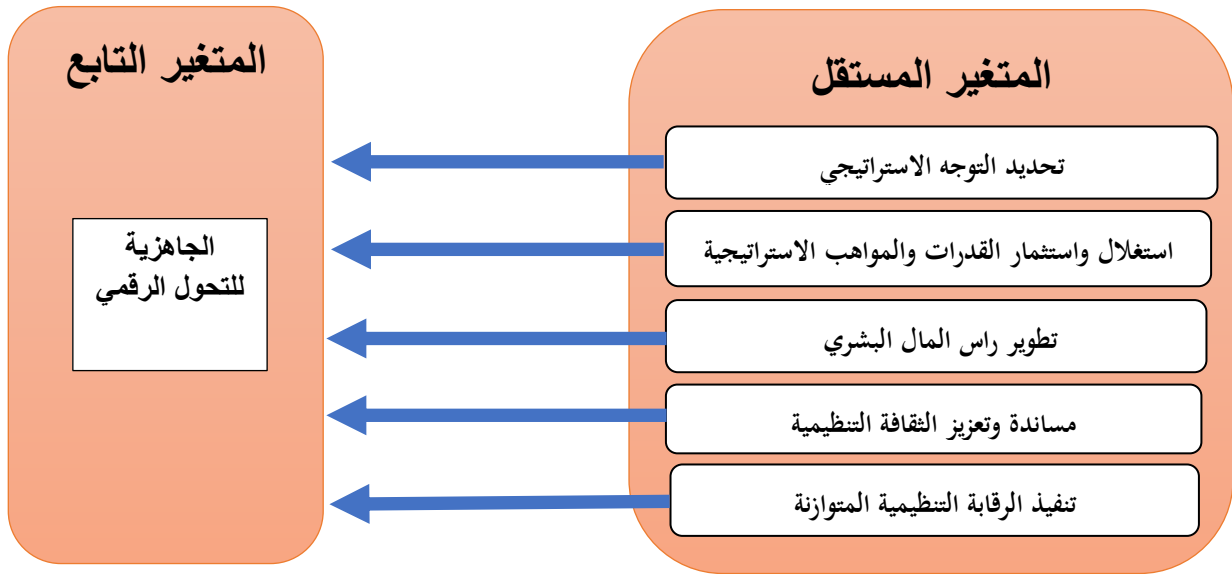 المتغير المستقل
تحديد التوجه الاستراتيجي
استغلال واستثمار القدرات والمواهب الاستراتيجية
تطوير راس المال البشري
مساندة وتعزيز الثقافة التنظيمية
تنفيذ الرقابة التنظيمية المتوازنة
المتغير التابع
الجاهزية
للتحول الرقمي